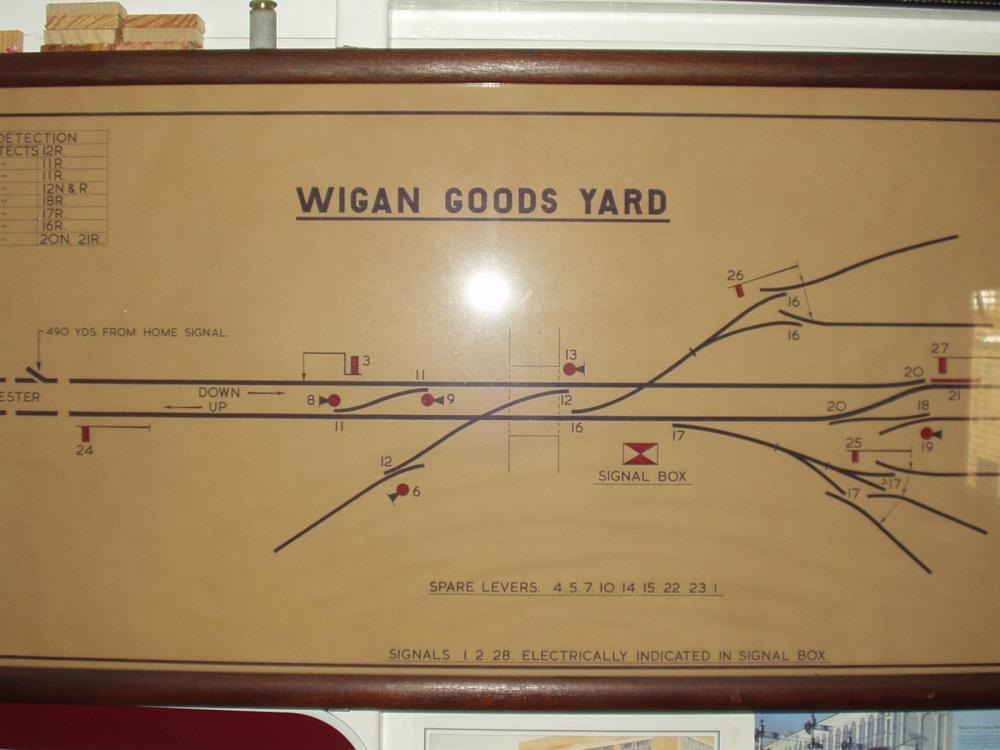 DETECTION
TECTS 12R.
" 11R.
" 11R.
" 12N & R.
" 18R.
" 17R.
" 16R.
" 20N. 21R.
WIGAN GOODS YARD
490 YDS. FROM HOME SIGNAL.
26
16
16
3
13
27
11
20
ESTER
DOWN
UP
8
9
12
21
11
16
20
18
17
19
24
25
SIGNAL BOX
12
6
17
17
SPARE LEVERS: 4. 5. 7. 10. 14. 15. 22. 23. 1.
SIGNALS 1. 2. 28. ELECTRICALLY INDICATED IN SIGNAL BOX.